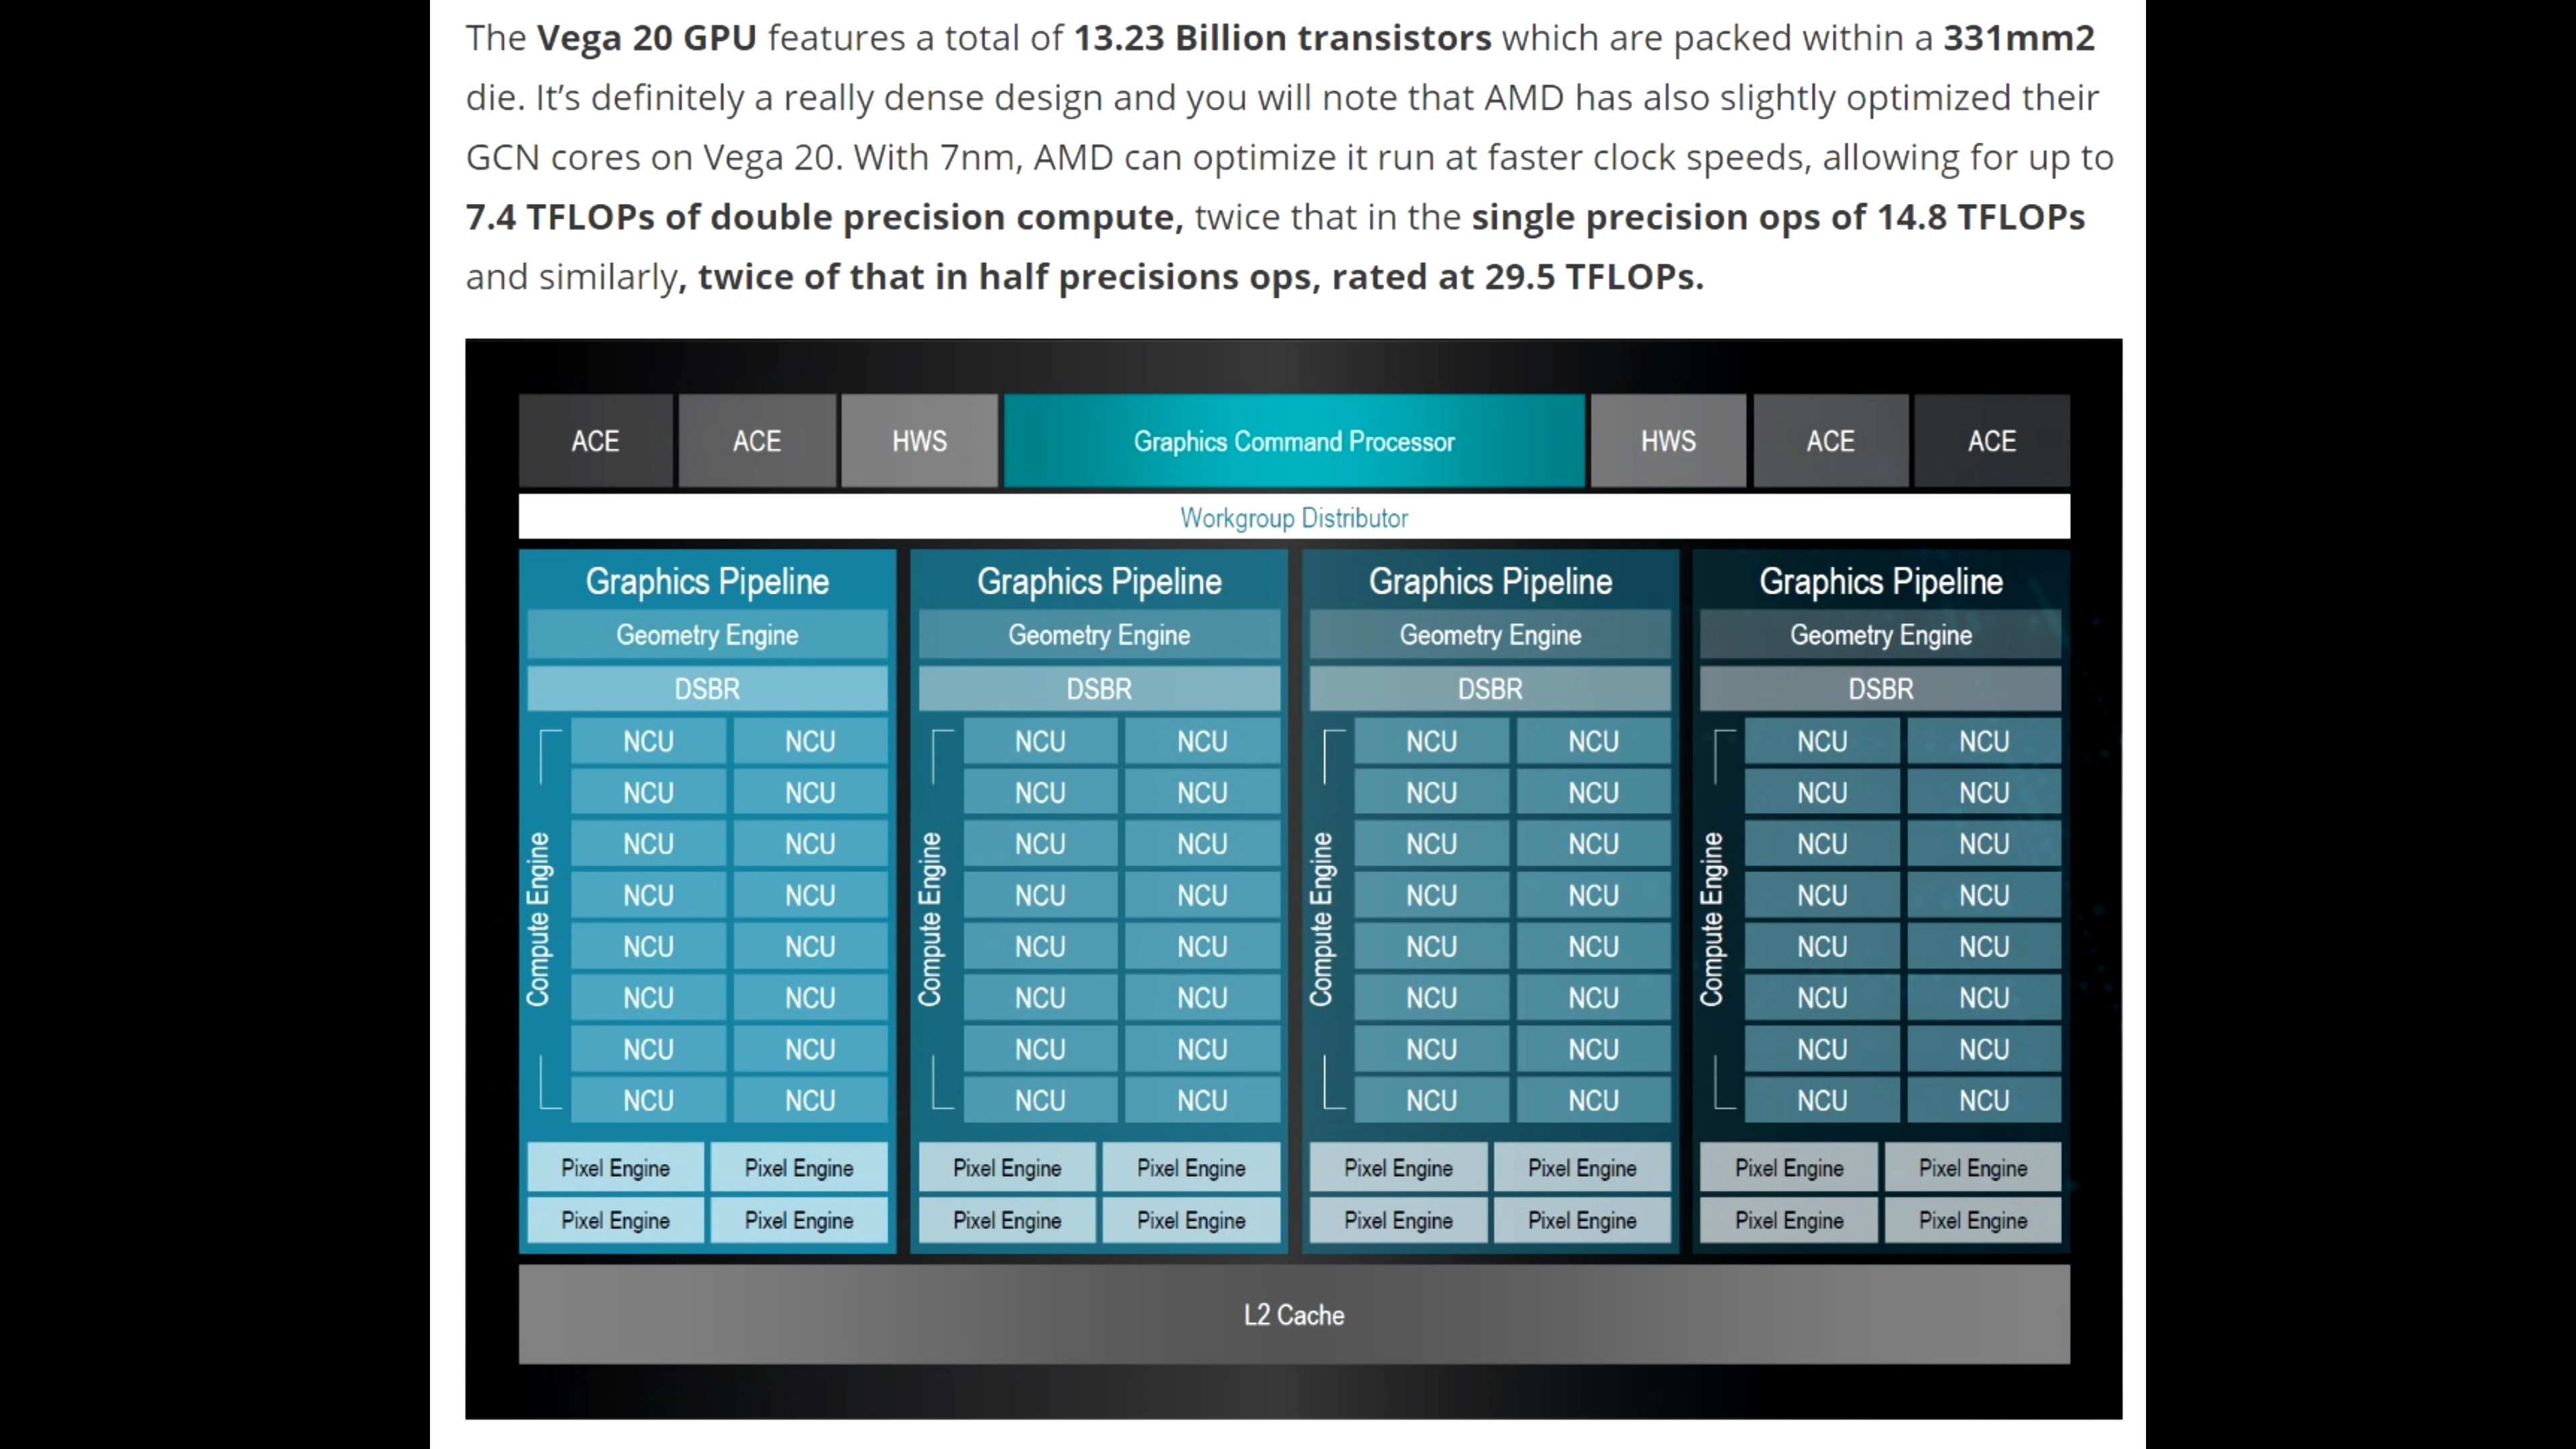 The Vega 20 GPU features a total of 13.23 Billion transistors which are packed within a 331mm2
die. It’s definitely a really dense design and you will note that AMD has also slightly optimized their
GCN cores on Vega 20. With 7nm, AMD can optimize it run at faster clock speeds, allowing for up to
7.4 TFLOPs of double precision compute, twice that in the single precision ops of 14.8 TFLOPs
and similarly, twice of that in half precisions ops, rated at 29.5 TFLOPs.
ACE ACE HWS Graphics Command Processor HWS ACE ACE
Workgroup Distributor
Graphics Pipeline Graphics Pipeline Graphics Pipeline Graphics Pipeline
Geometry Engine Geometry Engine Geometry Engine Geometry Engine
DSBR DSBR DSBR DSBR
NCU NCU NCU NCU NCU NCU NCU NCU
NCU NCU NCU NCU NCU NCU NCU NCU
NCU NCU NCU NCU NCU NCU NCU NCU
NCU NCU NCU NCU NCU NCU NCU NCU
Compute Engine Compute Engine Compute Engine Compute Engine
NCU NCU NCU NCU NCU NCU NCU NCU
NCU NCU NCU NCU NCU NCU NCU NCU
NCU NCU NCU NCU NCU NCU NCU NCU
NCU NCU NCU NCU NCU NCU NCU NCU
Pixel Engine Pixel Engine Pixel Engine Pixel Engine Pixel Engine Pixel Engine Pixel Engine Pixel Engine
Pixel Engine Pixel Engine Pixel Engine Pixel Engine Pixel Engine Pixel Engine Pixel Engine Pixel Engine
L2 Cache